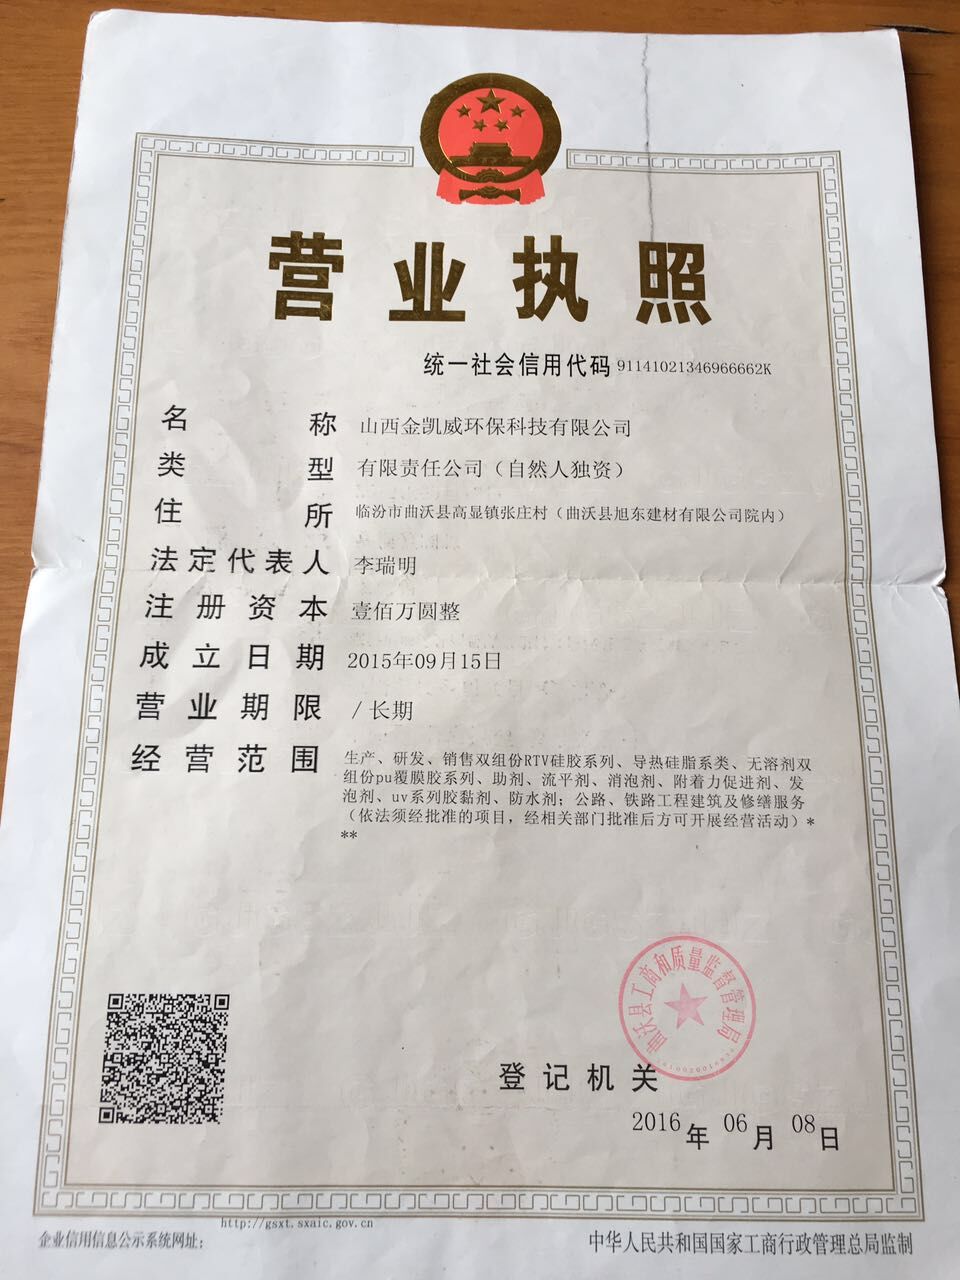 营业执照
统一社会信用代码 91141021346966662K
名称 山西金凯威环保科技有限公司
类型 有限责任公司（自然人独资）
住所 临汾市曲沃县高显镇张庄村（曲沃县旭东建材有限公司院内）
法定代表人 李瑞明
注册资本 壹佰万圆整
成立日期 2015年09月15日
营业期限 / 长期
经营范围 生产、研发、销售双组份RTV硅胶系列、导热硅脂系类、无溶剂双
组份pu覆膜胶系列、助剂、流平剂、消泡剂、附着力促进剂、发
泡剂、uv系列胶黏剂、防水剂；公路、铁路工程建筑及修缮服务
（依法须经批准的项目，经相关部门批准后方可开展经营活动）*
**
曲沃县工商和质量监督管理局
登记机关
2016年06月08日
http://gsxt.sxaic.gov.cn
企业信用信息公示系统网址：
中华人民共和国国家工商行政管理总局监制